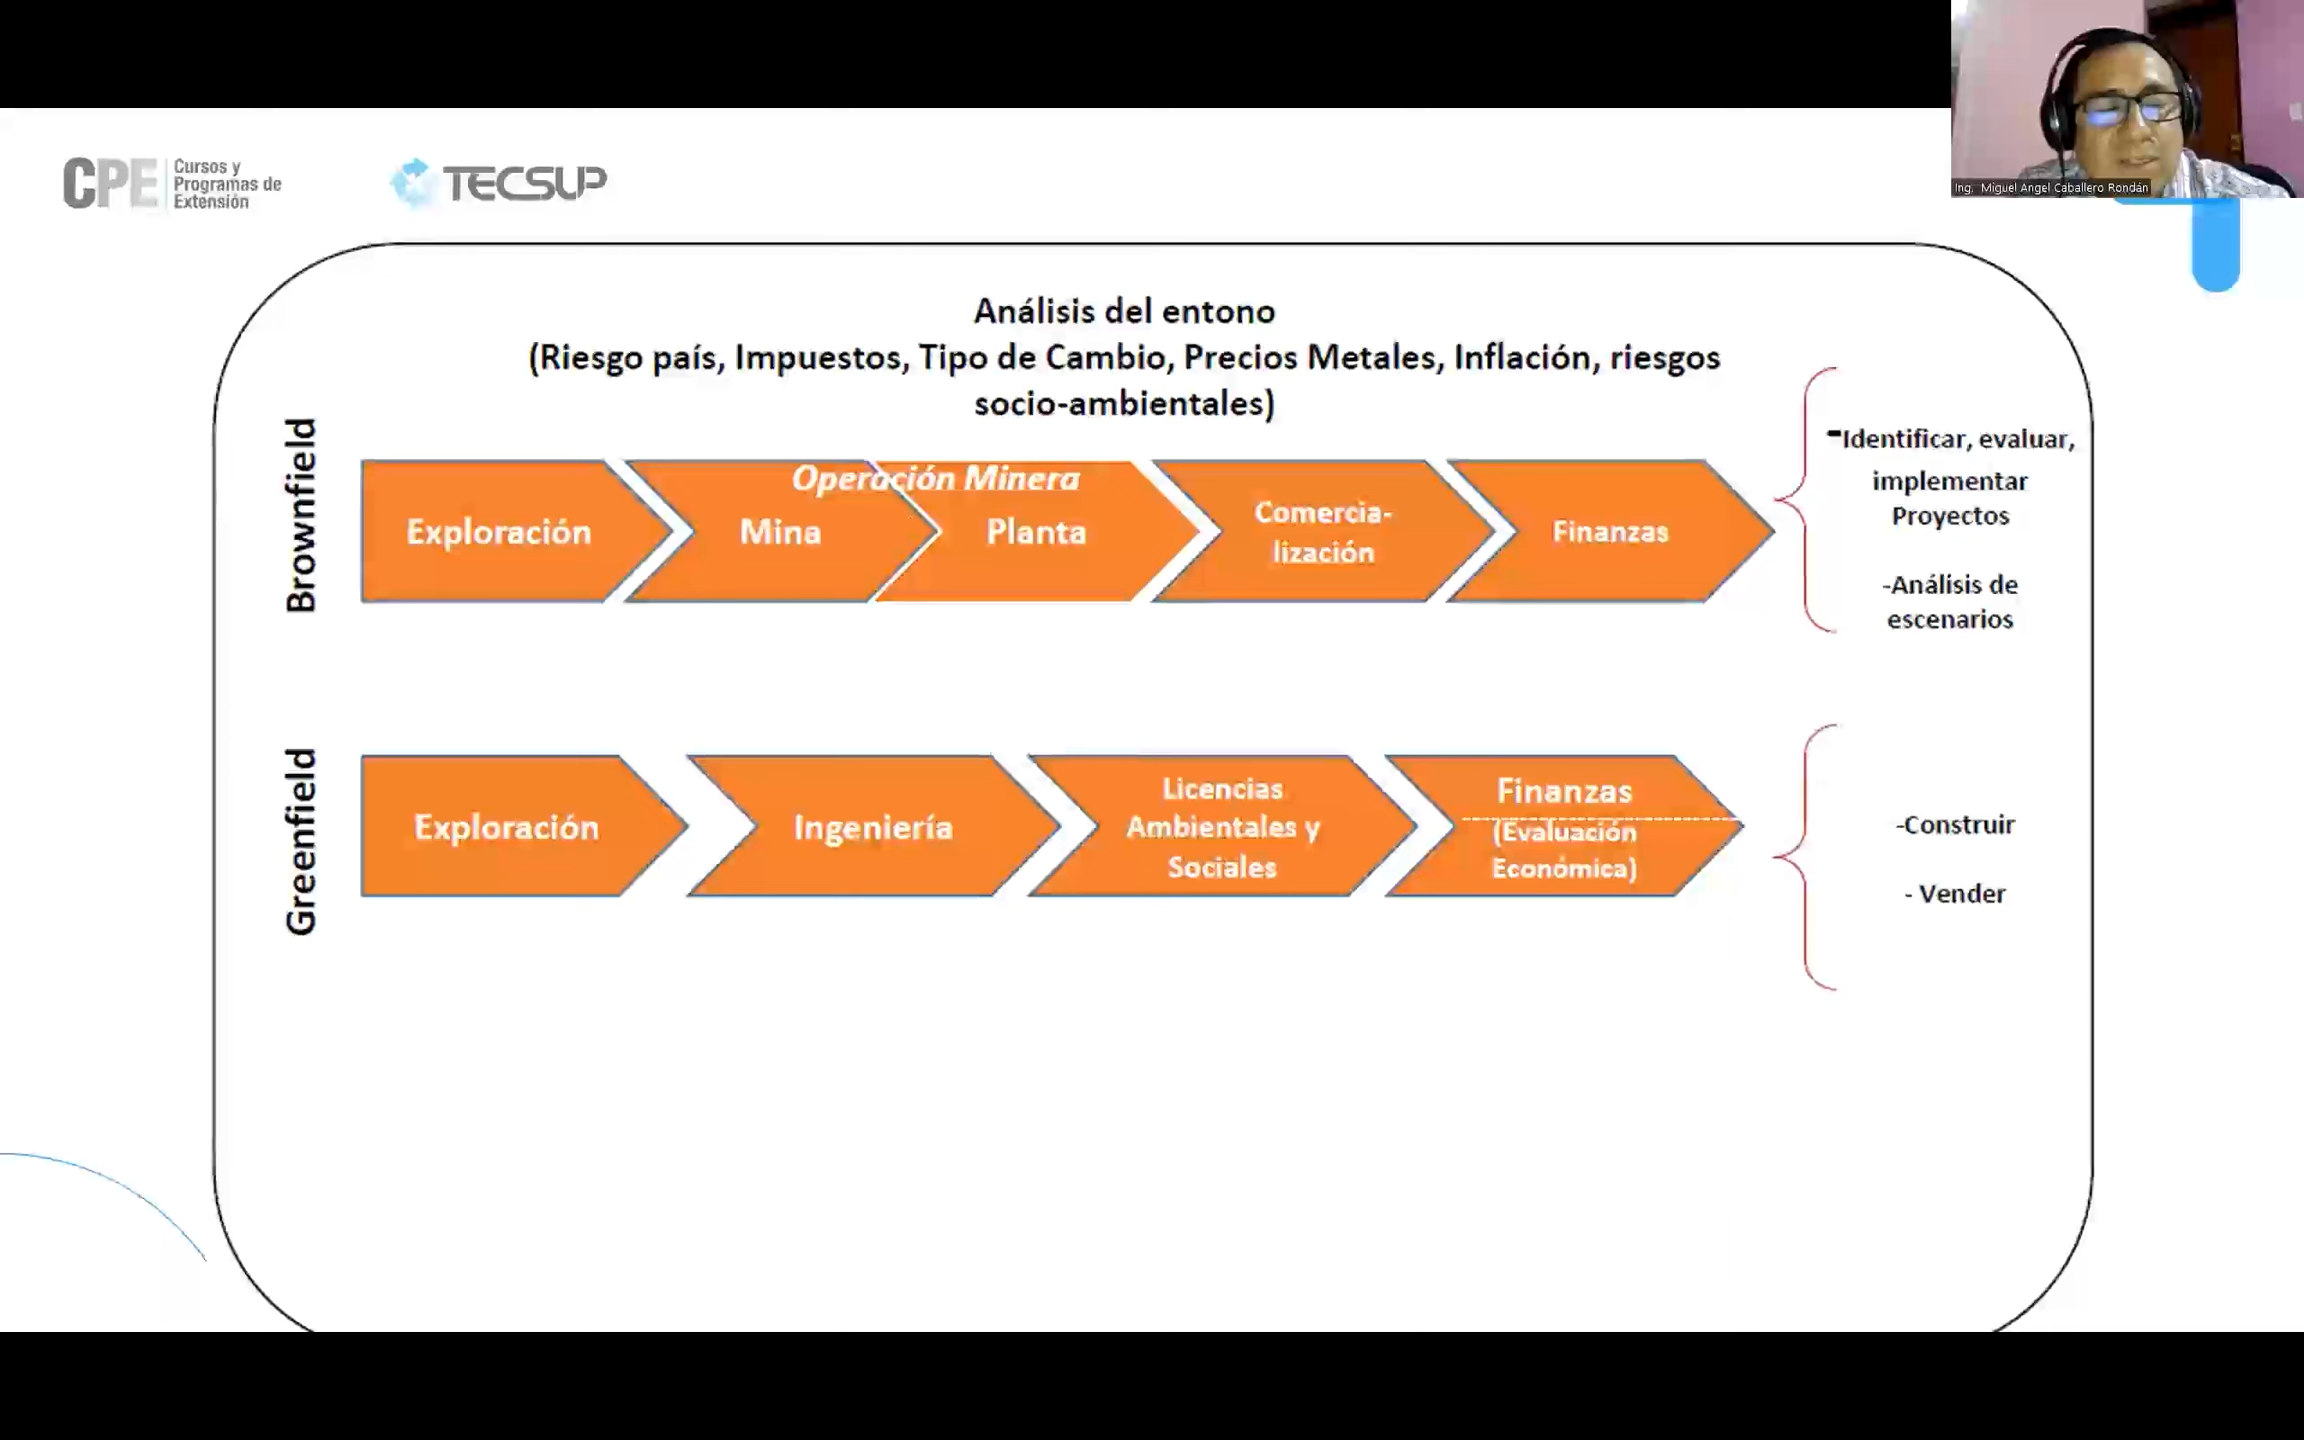 Ing. Miguel Angel Caballero Rondán
CPE
Cursos y
Programas de
Extensión
TECSUP
Análisis del entono
(Riesgo país, Impuestos, Tipo de Cambio, Precios Metales, Inflación, riesgos
socio-ambientales)
Brownfield
Exploración
Operación Minera
Mina
Planta
Comercia-
lización
Finanzas
-Identificar, evaluar,
implementar
Proyectos
-Análisis de
escenarios
Greenfield
Exploración
Ingeniería
Licencias
Ambientales y
Sociales
Finanzas
(Evaluación
Económica)
-Construir
- Vender